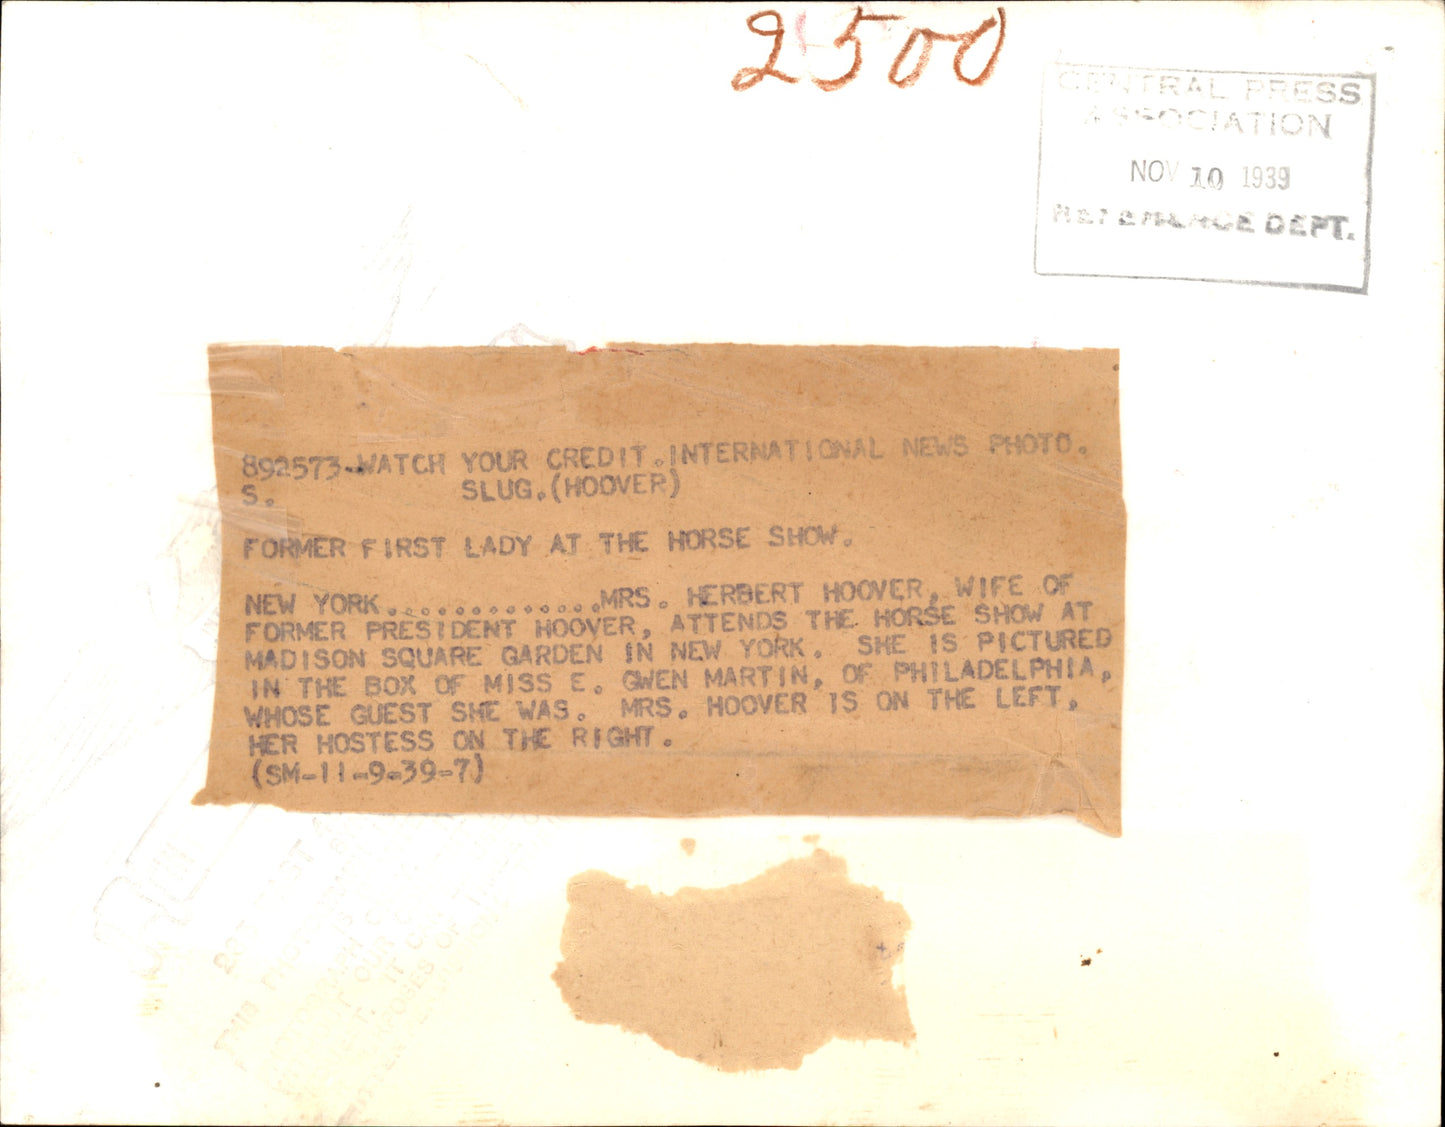 2500
CENTRAL PRESS
ASSOCIATION
NOV 10 1939
REFERENCE DEPT.
892573-WATCH YOUR CREDIT.INTERNATIONAL NEWS PHOTO.
S. SLUG.(HOOVER)
FORMER FIRST LADY AT THE HORSE SHOW.
NEW YORK.............MRS. HERBERT HOOVER, WIFE OF
FORMER PRESIDENT HOOVER, ATTENDS THE HORSE SHOW AT
MADISON SQUARE GARDEN IN NEW YORK. SHE IS PICTURED
IN THE BOX OF MISS E. GWEN MARTIN, OF PHILADELPHIA,
WHOSE GUEST SHE WAS. MRS. HOOVER IS ON THE LEFT,
HER HOSTESS ON THE RIGHT.
(SM-11-9-39-7)